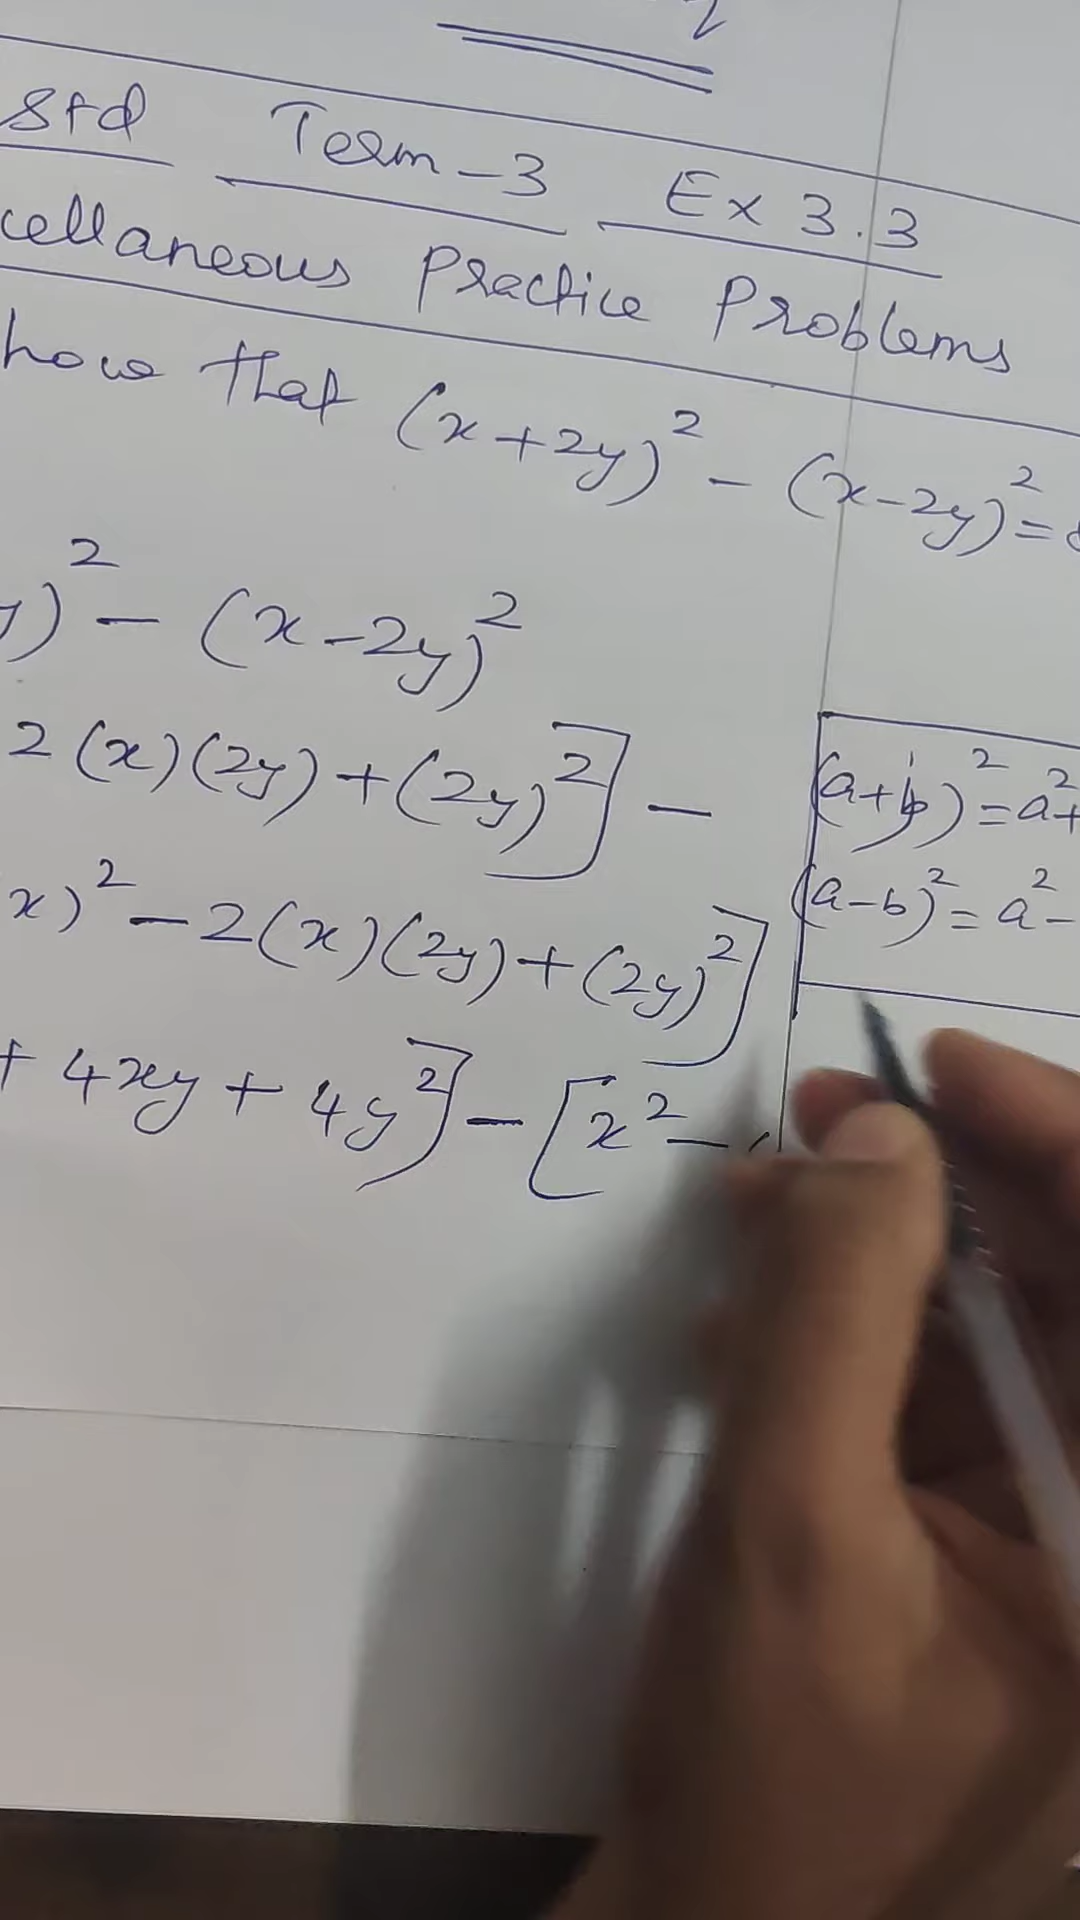 std Term-3 Ex 3.3
cellaneous Practice Problems
how that (x+2y)² - (x-2y)² =
y)² - (x-2y)²
2(x)(2y)+(2y)²] -
x)² - 2(x)(2y)+(2y)²]
+ 4xy + 4y²] - [x² -
(a+b)² = a²+
(a-b)² = a² -